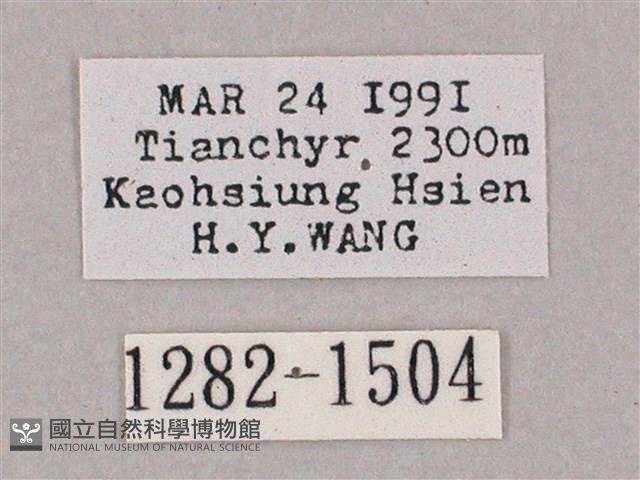 MAR 24 1991
Tianchyr 2300m
Kaohsiung Hsien
H.Y.WANG
1282-1504
國立自然科學博物館
NATIONAL MUSEUM OF NATURAL SCIENCE